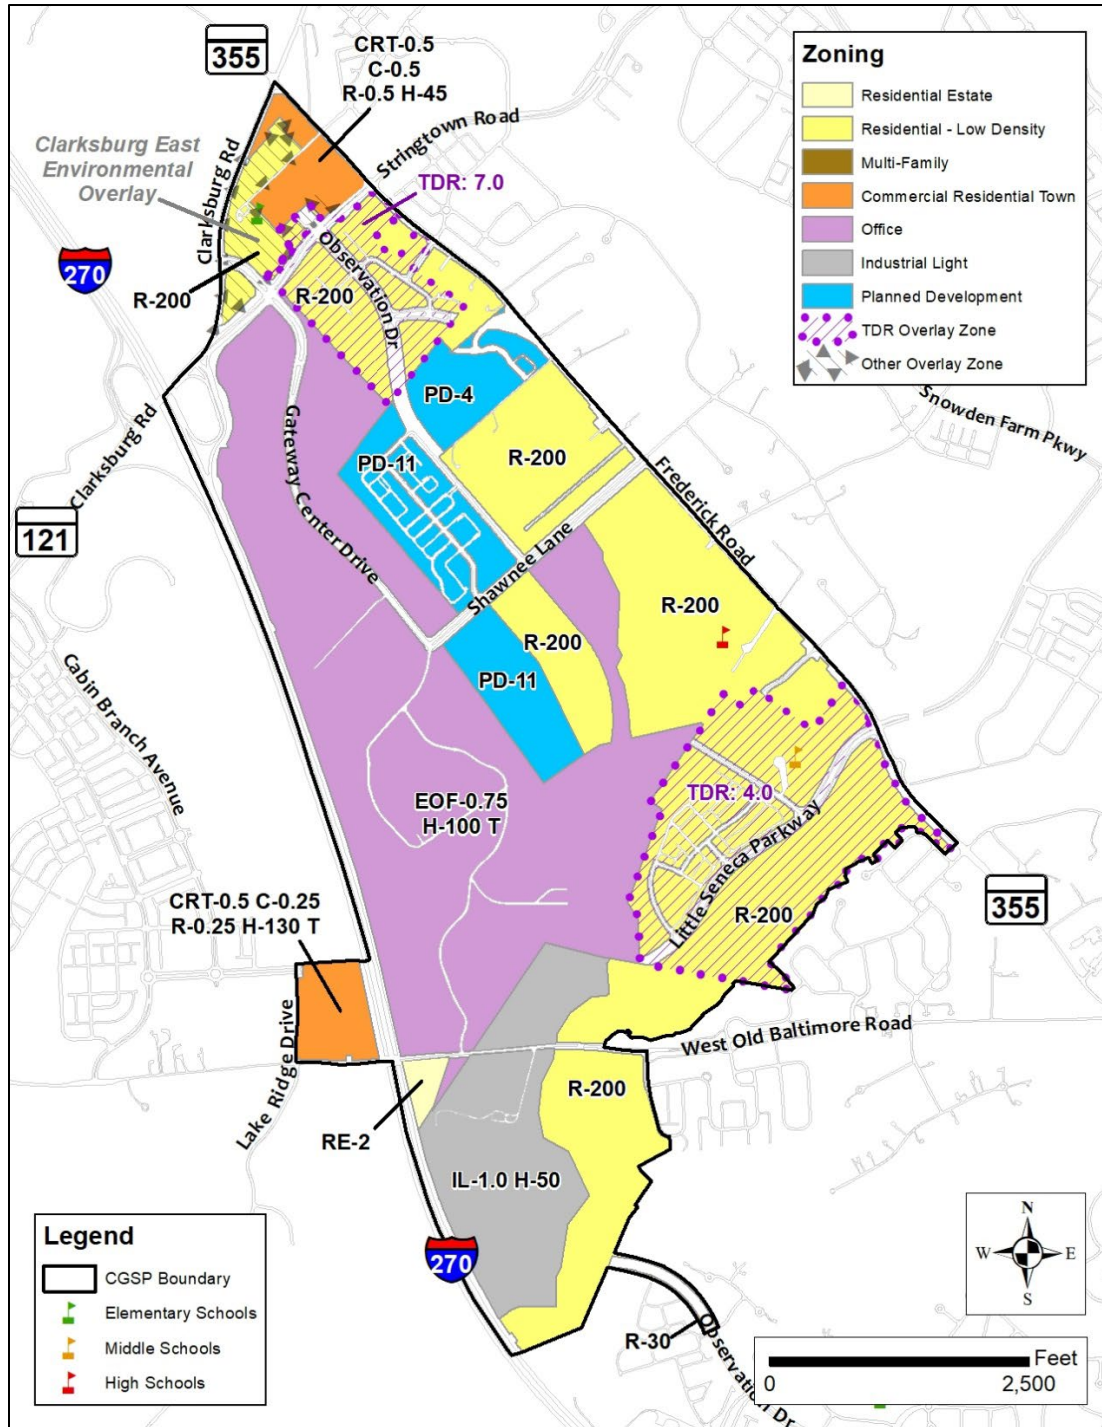 355
CRT-0.5
C-0.5
R-0.5 H-45
Stringtown Road
TDR: 7.0
Clarksburg East
Environmental
Overlay
Clarksburg Rd
270
R-200
R-200
Observation Dr
Zoning
Residential Estate
Residential - Low Density
Multi-Family
Commercial Residential Town
Office
Industrial Light
Planned Development
TDR Overlay Zone
Other Overlay Zone
Snowden Farm Pkwy
PD-4
Clarksburg Rd
121
Gateway Center Drive
PD-11
R-200
Frederick Road
Shawnee Lane
R-200
R-200
PD-11
Cabin Branch Avenue
EOF-0.75
H-100 T
TDR: 4.0
Little Seneca Parkway
R-200
355
CRT-0.5 C-0.25
R-0.25 H-130 T
Lake Ridge Drive
West Old Baltimore Road
R-200
RE-2
IL-1.0 H-50
270
R-30
Observation Dr
Legend
CGSP Boundary
Elementary Schools
Middle Schools
High Schools
N
W E
S
Feet
0 2,500